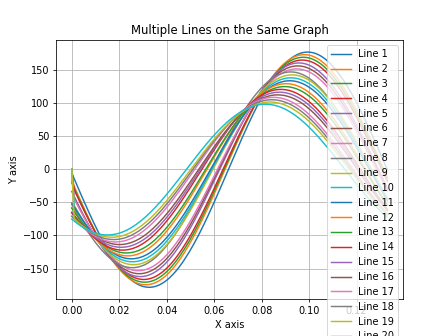 Multiple Lines on the Same Graph
Y axis
150
100
50
0
−50
−100
−150
0.00
0.02
0.04
0.06
0.08
0.10
X axis
Line 1
Line 2
Line 3
Line 4
Line 5
Line 6
Line 7
Line 8
Line 9
Line 10
Line 11
Line 12
Line 13
Line 14
Line 15
Line 16
Line 17
Line 18
Line 19
Line 20